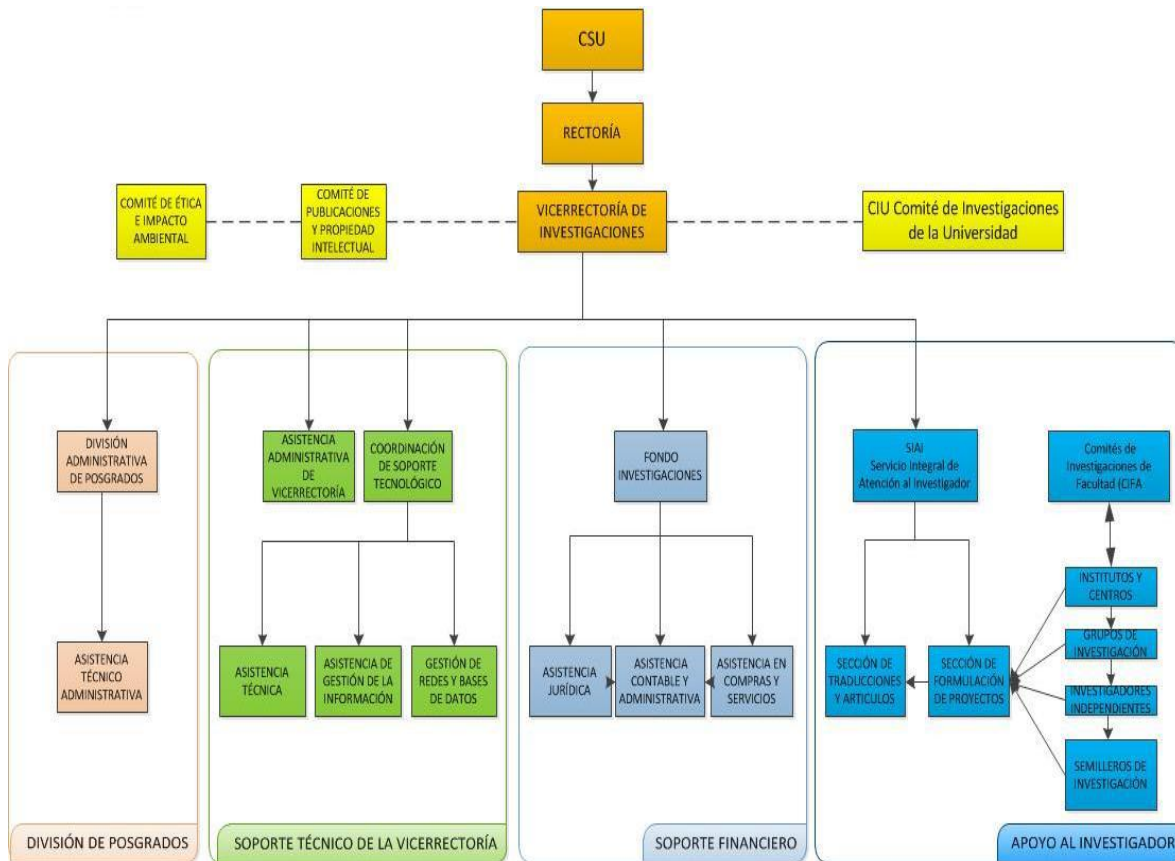 CSU
RECTORÍA
COMITÉ DE ÉTICA
E IMPACTO
AMBIENTAL
COMITÉ DE
PUBLICACIONES
Y PROPIEDAD
INTELECTUAL
VICERRECTORÍA DE
INVESTIGACIONES
CIU Comité de Investigaciones
de la Universidad
DIVISIÓN
ADMINISTRATIVA
DE POSGRADOS
ASISTENCIA
ADMINISTRATIVA
DE
VICERRECTORÍA
COORDINACIÓN
DE SOPORTE
TECNOLÓGICO
FONDO
INVESTIGACIONES
SIAI
Servicio Integral de
Atención al Investigador
Comités de
Investigaciones de
Facultad (CIFA
ASISTENCIA
TÉCNICO
ADMINISTRATIVA
ASISTENCIA
TÉCNICA
ASISTENCIA DE
GESTIÓN DE LA
INFORMACIÓN
GESTIÓN DE
REDES Y BASES
DE DATOS
ASISTENCIA
JURÍDICA
ASISTENCIA
CONTABLE Y
ADMINISTRATIVA
ASISTENCIA EN
COMPRAS Y
SERVICIOS
SECCIÓN DE
TRADUCCIONES
Y ARTICULOS
SECCIÓN DE
FORMULACIÓN
DE PROYECTOS
INSTITUTOS Y
CENTROS
GRUPOS DE
INVESTIGACIÓN
INVESTIGADORES
INDEPENDIENTES
SEMILLEROS DE
INVESTIGACIÓN
DIVISIÓN DE POSGRADOS
SOPORTE TÉCNICO DE LA VICERRECTORÍA
SOPORTE FINANCIERO
APOYO AL INVESTIGADOR